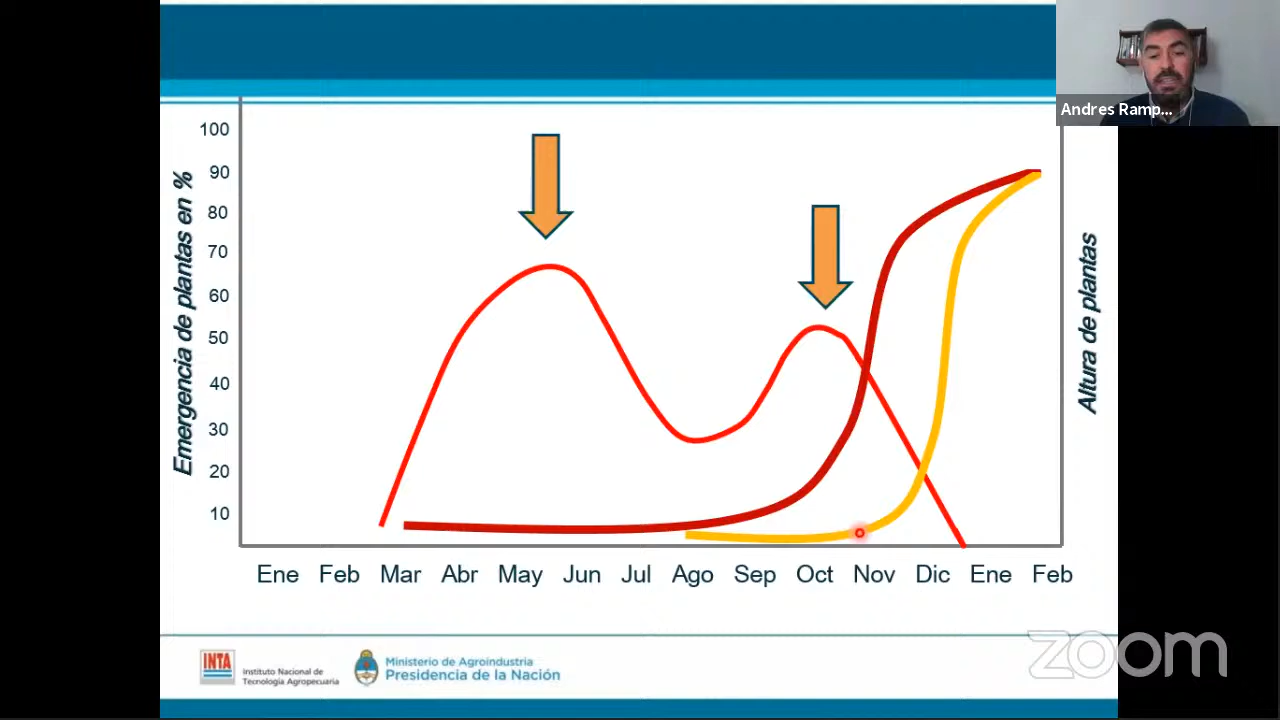 Andres Ramp...
100
90
80
70
60
50
40
30
20
10
Emergencia de plantas en %
Altura de plantas
Ene Feb Mar Abr May Jun Jul Ago Sep Oct Nov Dic Ene Feb
INTA
Instituto Nacional de
Tecnología Agropecuaria
Ministerio de Agroindustria
Presidencia de la Nación
zoom